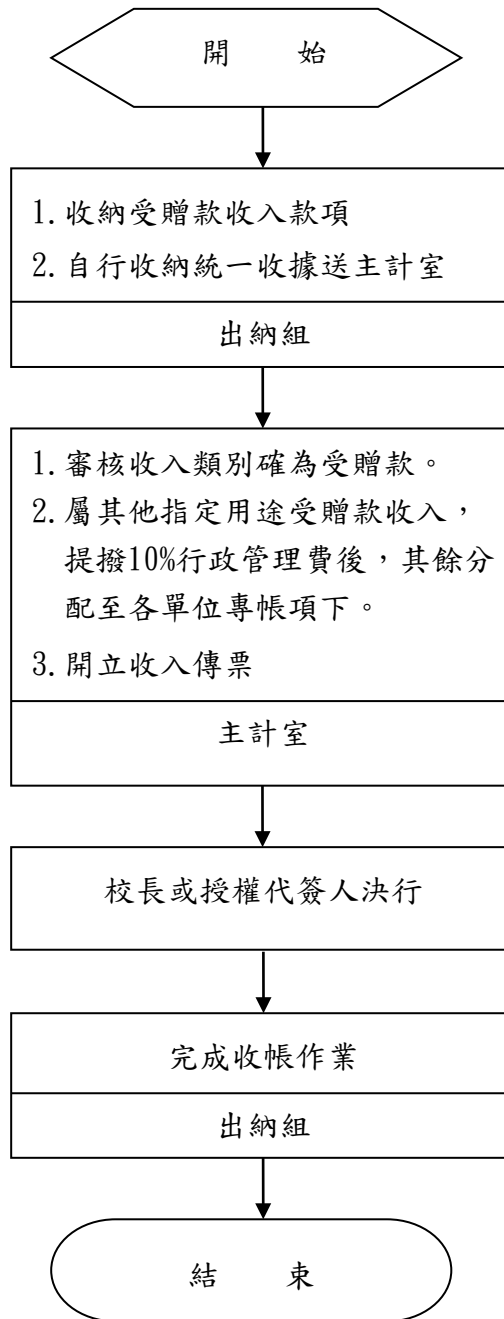 開 始
1. 收納受贈款收入款項
2. 自行收納統一收據送主計室
出納組
1. 審核收入類別確為受贈款。
2. 屬其他指定用途受贈款收入，
提撥10%行政管理費後，其餘分
配至各單位專帳項下。
3. 開立收入傳票
主計室
校長或授權代簽人決行
完成收帳作業
出納組
結 束